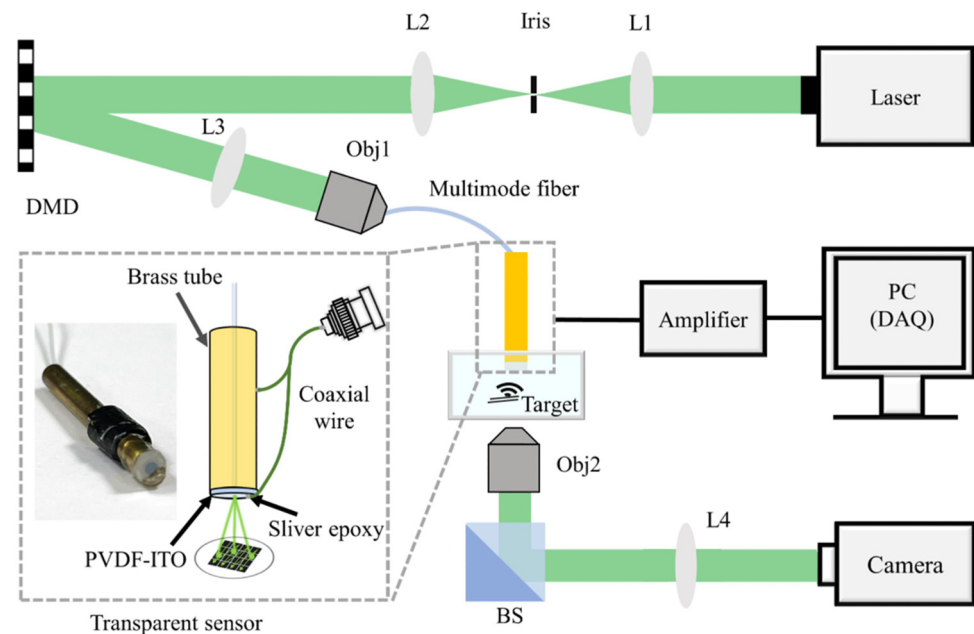 L2
Iris
L1
Laser
L3
Obj1
DMD
Multimode fiber
Brass tube
Coaxial
wire
Amplifier
PC
(DAQ)
Target
Obj2
Sliver epoxy
PVDF-ITO
L4
Camera
BS
Transparent sensor